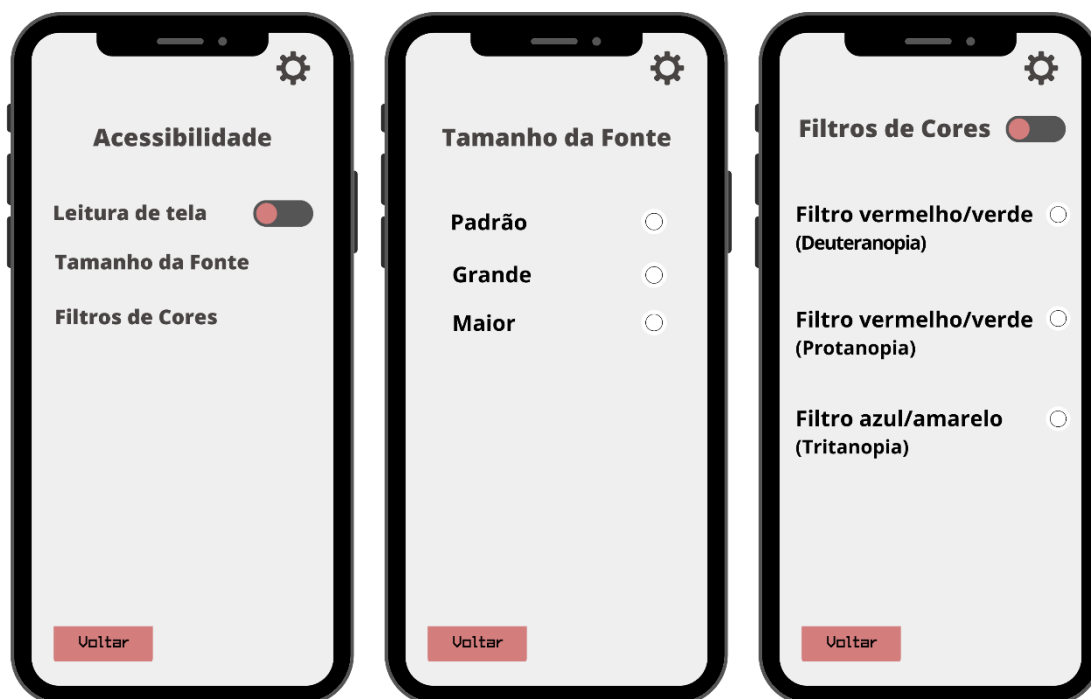 Acessibilidade
Leitura de tela
Tamanho da Fonte
Filtros de Cores
Voltar
Tamanho da Fonte
Padrão
Grande
Maior
Voltar
Filtros de Cores
Filtro vermelho/verde
(Deuteranopia)
Filtro vermelho/verde
(Protanopia)
Filtro azul/amarelo
(Tritanopia)
Voltar